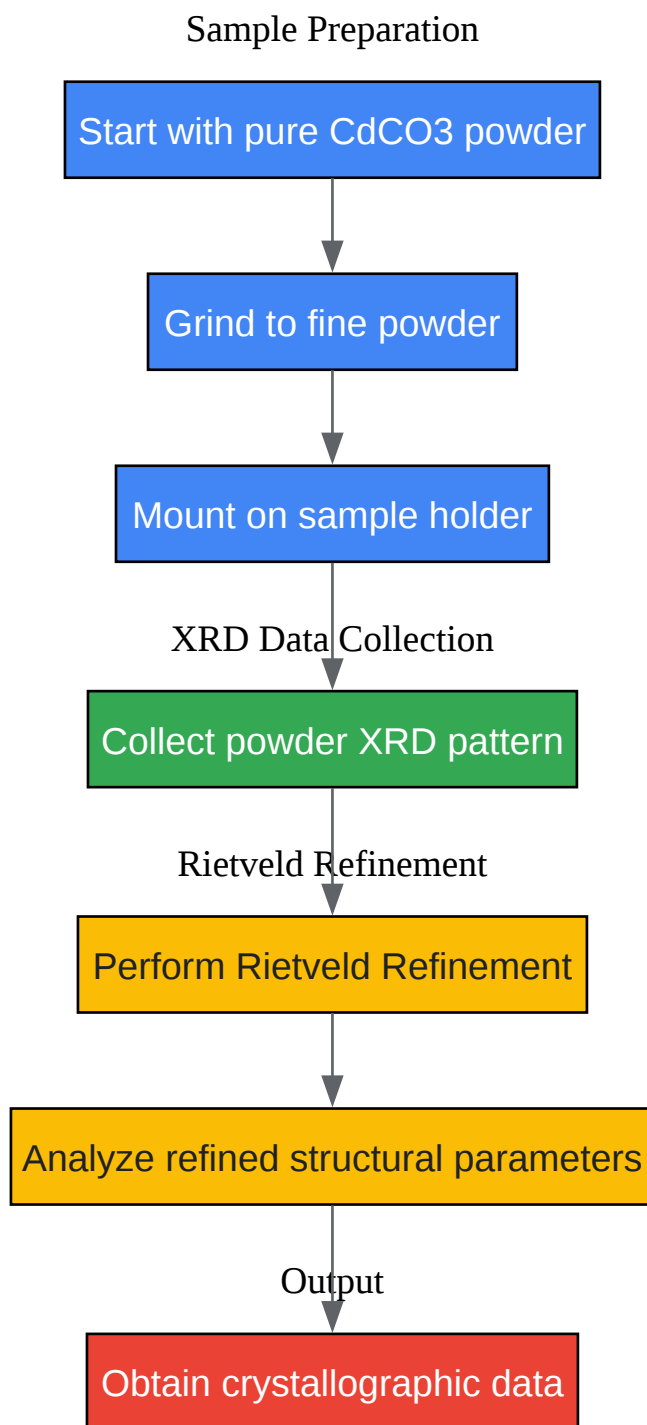 Sample Preparation
Start with pure CdCO3 powder
Grind to fine powder
Mount on sample holder
XRD Data Collection
Collect powder XRD pattern
Rietveld Refinement
Perform Rietveld Refinement
Analyze refined structural parameters
Output
Obtain crystallographic data